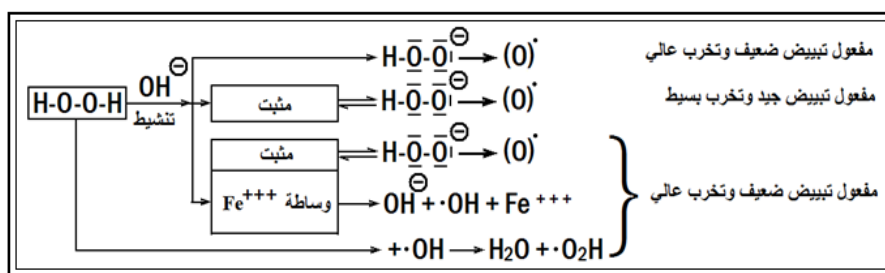 H-O-O⊖ → (O)• مفعول تبييض ضعيف وتخرب عالي
H-O-O-H OH⊖ تنشيط
مثبت ⇌ H-O-O⊖ → (O)• مفعول تبييض جيد وتخرب بسيط
مثبت ⇌ H-O-O⊖ → (O)•
وساطة Fe+++ → OH⊖ + •OH + Fe+++ مفعول تبييض ضعيف وتخرب عالي
+•OH → H2O + •O2H